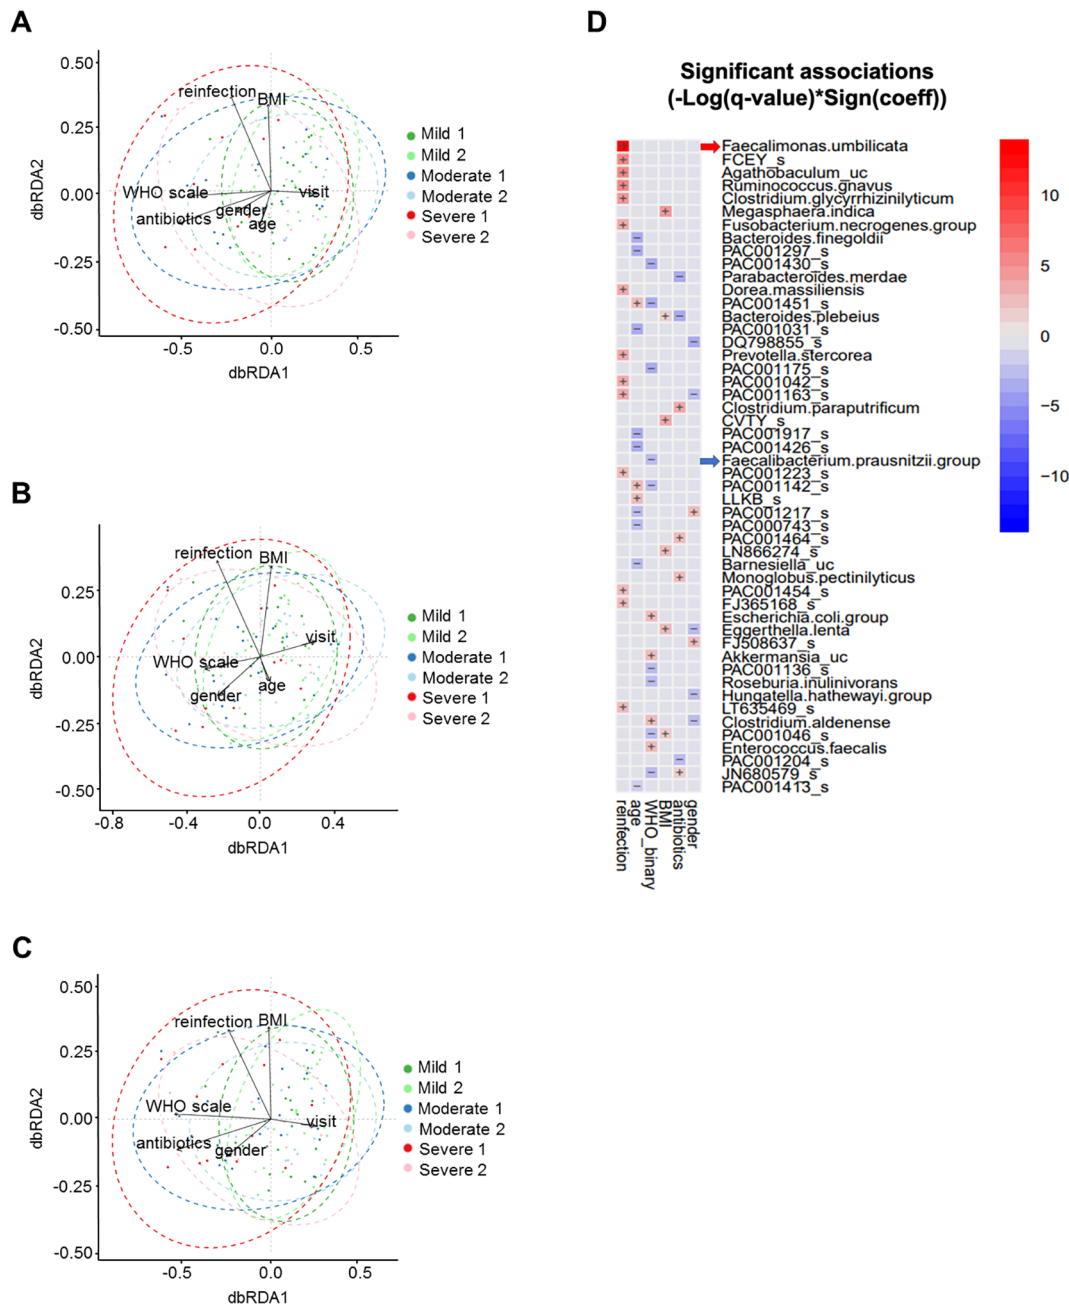 A
0.50
0.25
0.00
-0.25
-0.50
dbRDA2
reinfection
BMI
WHO scale
visit
antibiotics
gender
age
-0.5
0.0
0.5
dbRDA1
Mild 1
Mild 2
Moderate 1
Moderate 2
Severe 1
Severe 2
B
0.25
0.00
-0.25
-0.50
dbRDA2
reinfection
BMI
visit
WHO scale
age
gender
-0.8
-0.4
0.0
0.4
dbRDA1
Mild 1
Mild 2
Moderate 1
Moderate 2
Severe 1
Severe 2
C
0.50
0.25
0.00
-0.25
-0.50
dbRDA2
reinfection
BMI
WHO scale
visit
antibiotics
gender
-0.5
0.0
0.5
dbRDA1
Mild 1
Mild 2
Moderate 1
Moderate 2
Severe 1
Severe 2
D
Significant associations
(-Log(q-value)*Sign(coeff))
Faecalimonas.umbilicata
FCEY_s
Agathobaculum_uc
Ruminococcus.gnavus
Clostridium.glycyrrhizinilyticum
Megasphaera.indica
Fusobacterium.necrogenes.group
Bacteroides.finegoldii
PAC001297_s
PAC001430_s
Parabacteroides.merdae
Dorea.massiliensis
PAC001451_s
Bacteroides.plebeius
PAC001031_s
DQ798855_s
Prevotella.stercorea
PAC001175_s
PAC001042_s
PAC001163_s
Clostridium.paraputrificum
CVTY_s
PAC001917_s
PAC001426_s
Faecalibacterium.prausnitzii.group
PAC001223_s
PAC001142_s
LLKB_s
PAC001217_s
PAC000743_s
PAC001464_s
LN866274_s
Barnesiella_uc
Monoglobus.pectinilyticus
PAC001454_s
FJ365168_s
Escherichia.coli.group
Eggerthella.lenta
FJ508637_s
Akkermansia_uc
PAC001136_s
Roseburia.inulinivorans
Hungatella.hathewayi.group
LT635469_s
Clostridium.aldenense
PAC001046_s
Enterococcus.faecalis
PAC001204_s
JN680579_s
PAC001413_s
reinfection
age
WHO_binary
BMI
antibiotics
gender
10
5
0
−5
−10